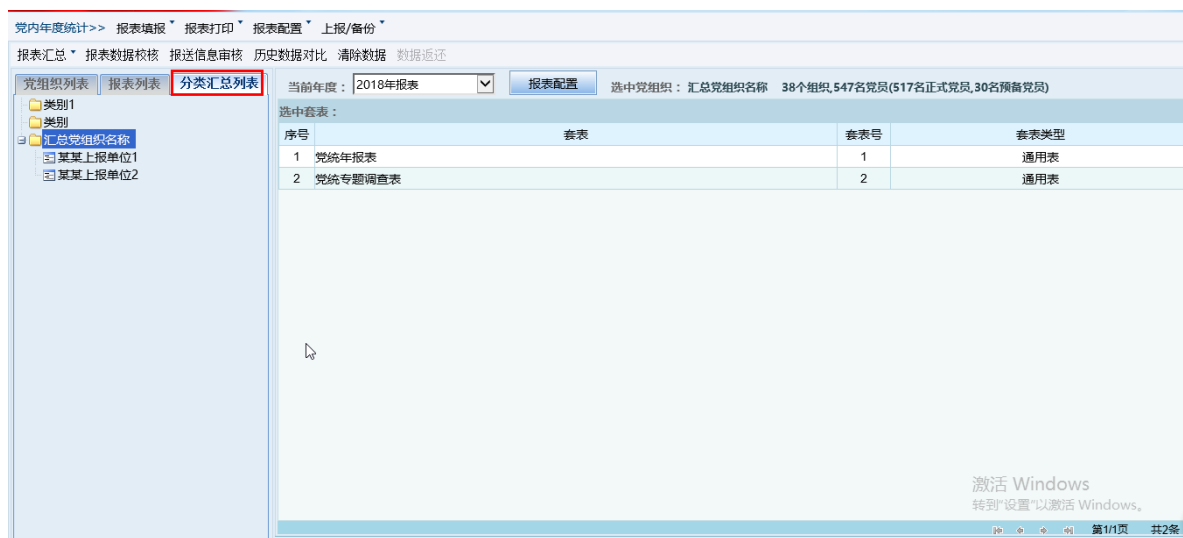 党内年度统计>> 报表填报 报表打印 报表配置 上报/备份
报表汇总 报表数据校核 报送信息审核 历史数据对比 清除数据 数据返还
党组织列表 报表列表 分类汇总列表
当前年度： 2018年报表 报表配置 选中党组织： 汇总党组织名称 38个组织,547名党员(517名正式党员,30名预备党员)
类别1
类别
汇总党组织名称
某某上报单位1
某某上报单位2
选中套表：
序号 套表 套表号 套表类型
1 党统年报表 1 通用表
2 党统专题调查表 2 通用表
激活 Windows
转到"设置"以激活 Windows。
第1/1页 共2条